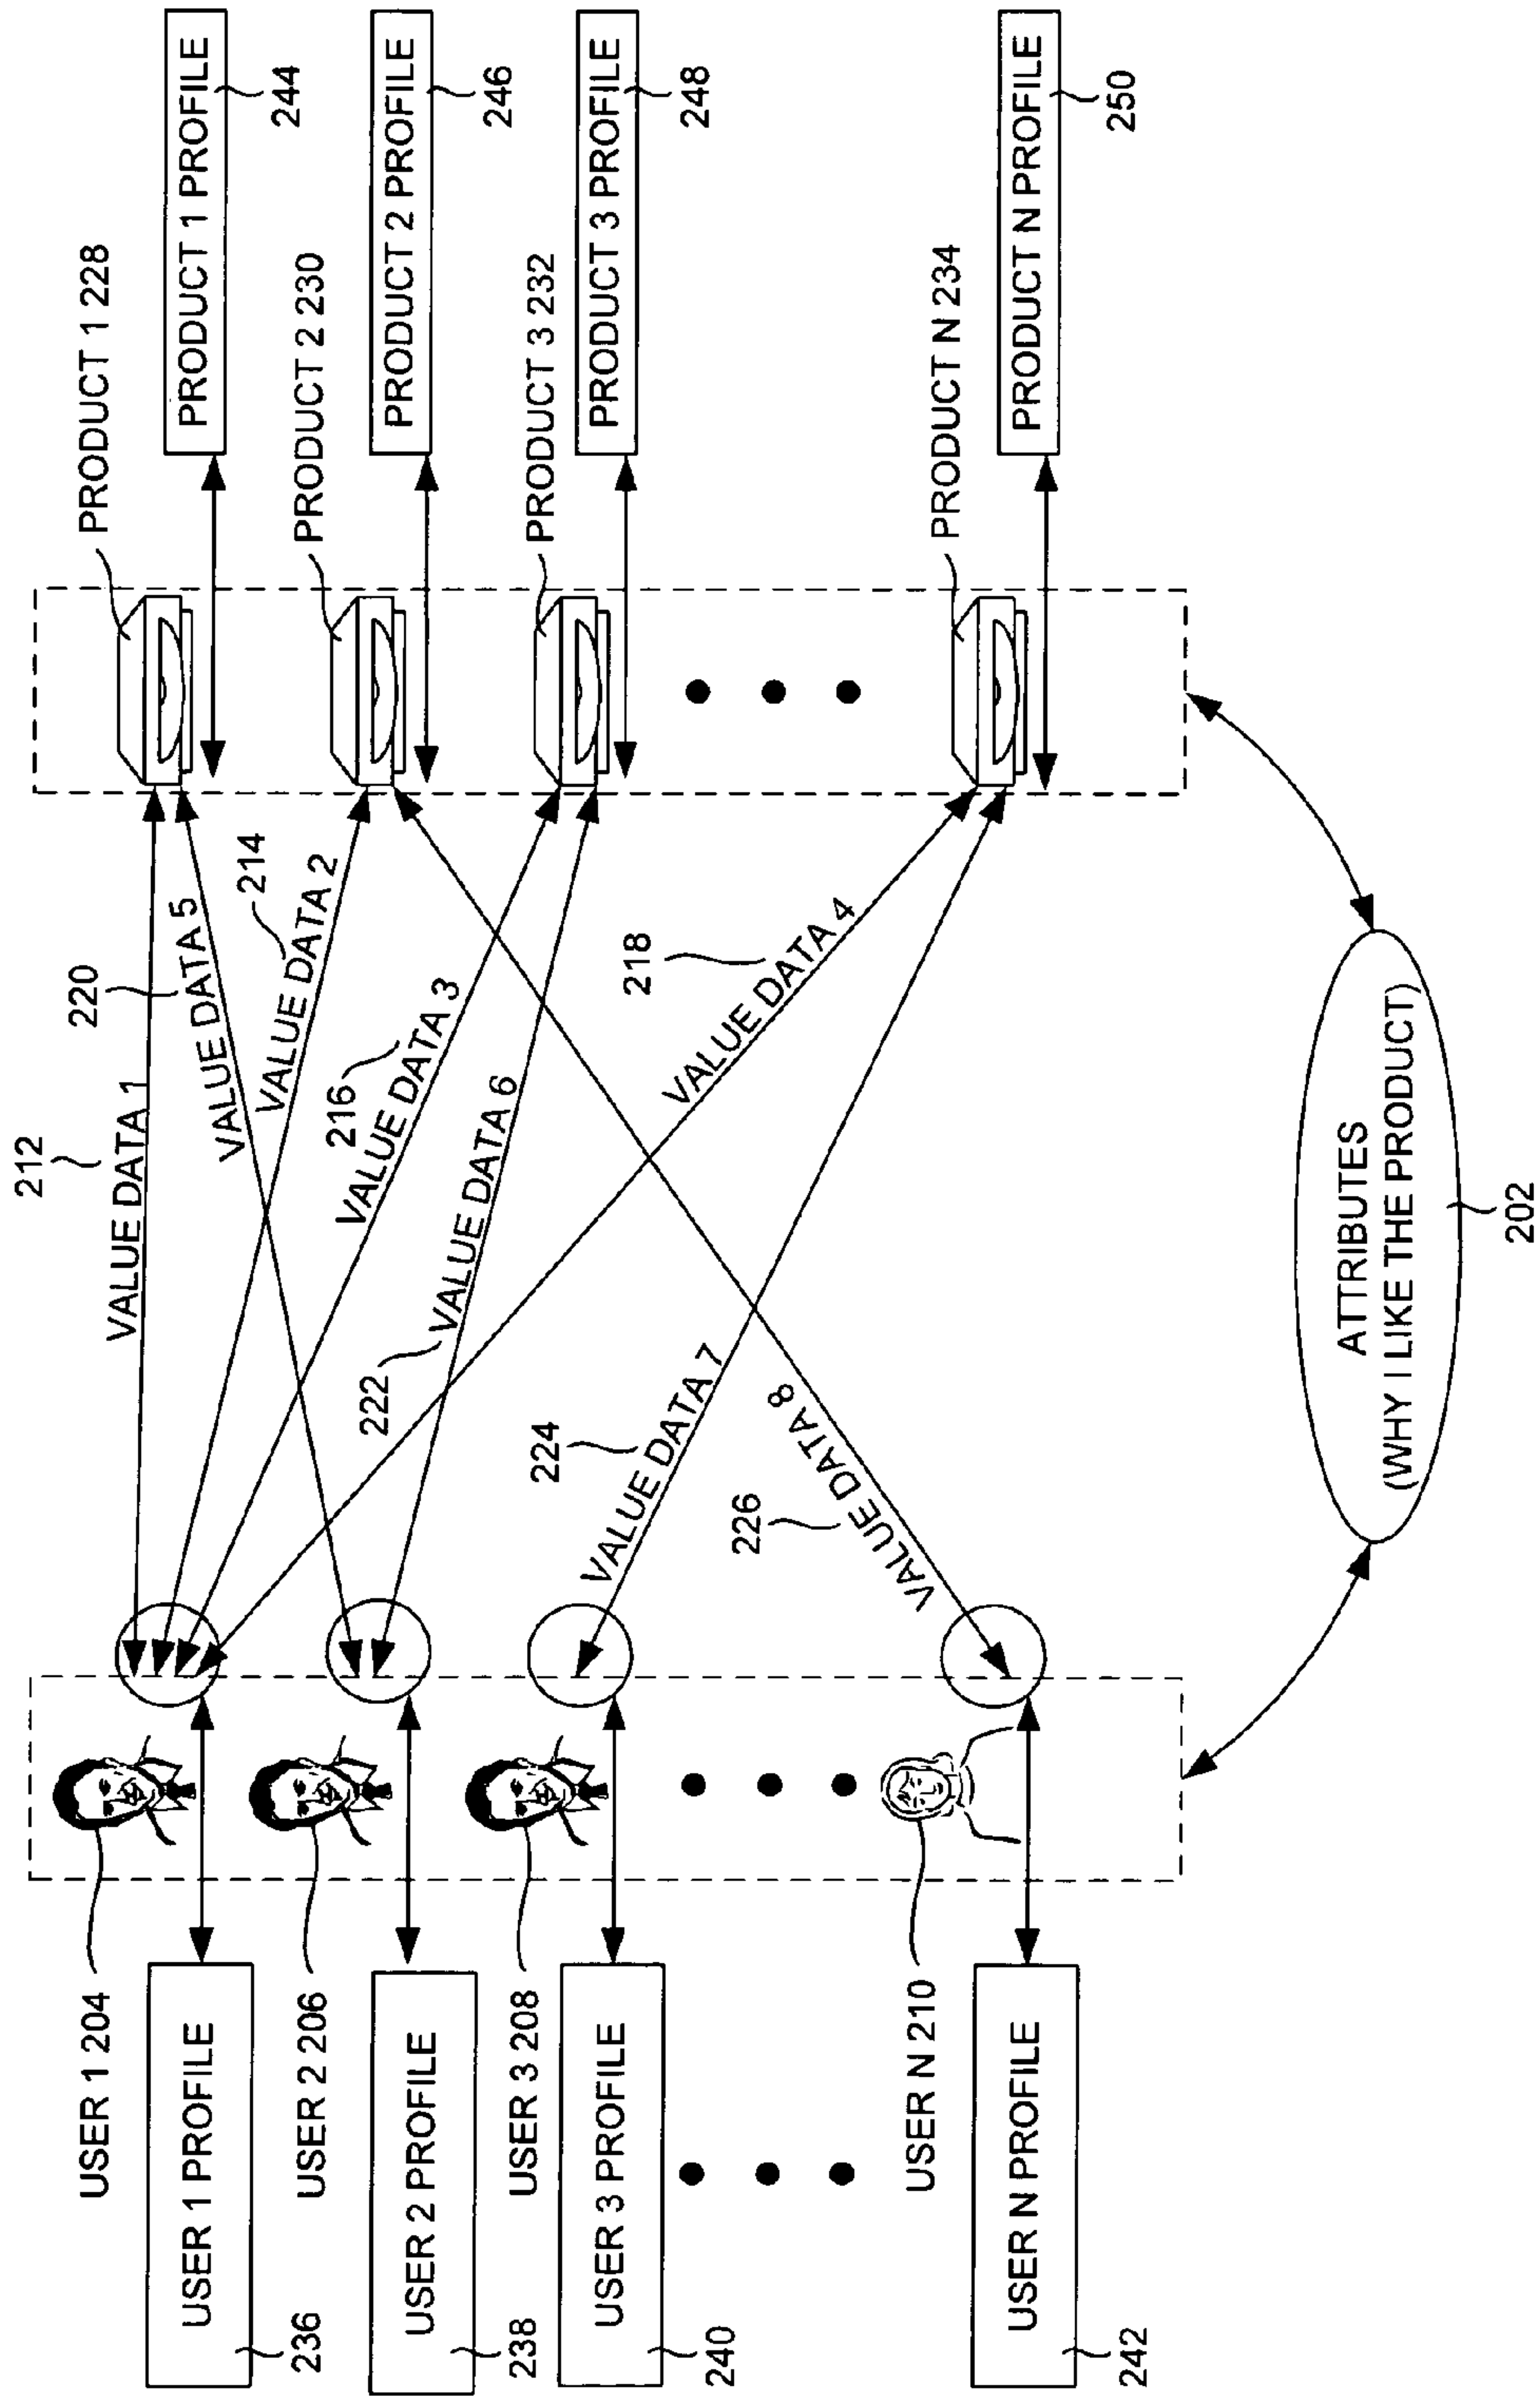 USER 1 204
USER 1 PROFILE
236
USER 2 206
USER 2 PROFILE
238
USER 3 208
USER 3 PROFILE
240
USER N 210
USER N PROFILE
242
212
VALUE DATA 1
220
VALUE DATA 5
214
VALUE DATA 2
216
VALUE DATA 3
222
VALUE DATA 6
218
VALUE DATA 4
224
VALUE DATA 7
226
VALUE DATA 8
PRODUCT 1 228
PRODUCT 1 PROFILE
244
PRODUCT 2 230
PRODUCT 2 PROFILE
246
PRODUCT 3 232
PRODUCT 3 PROFILE
248
PRODUCT N 234
PRODUCT N PROFILE
250
ATTRIBUTES
(WHY I LIKE THE PRODUCT)
202